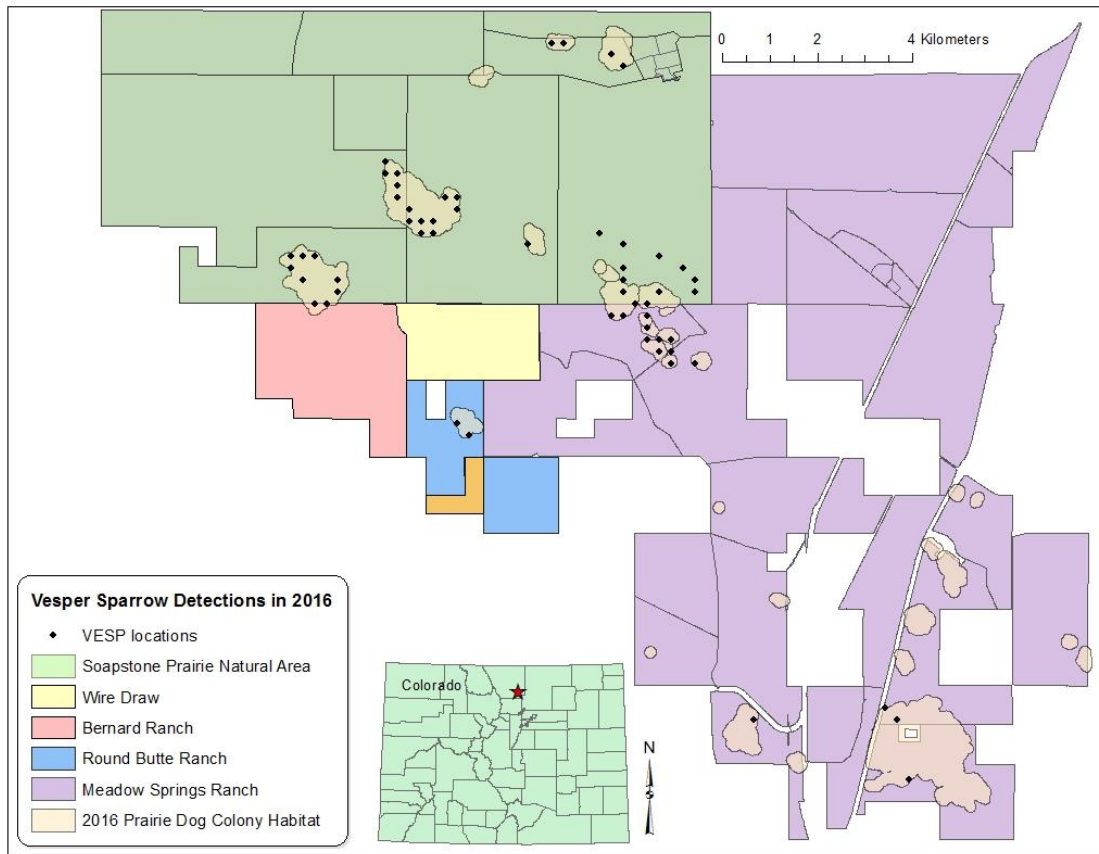 0 1 2 4 Kilometers
Vesper Sparrow Detections in 2016
VESP locations
Soapstone Prairie Natural Area
Wire Draw
Bernard Ranch
Round Butte Ranch
Meadow Springs Ranch
2016 Prairie Dog Colony Habitat
Colorado
N